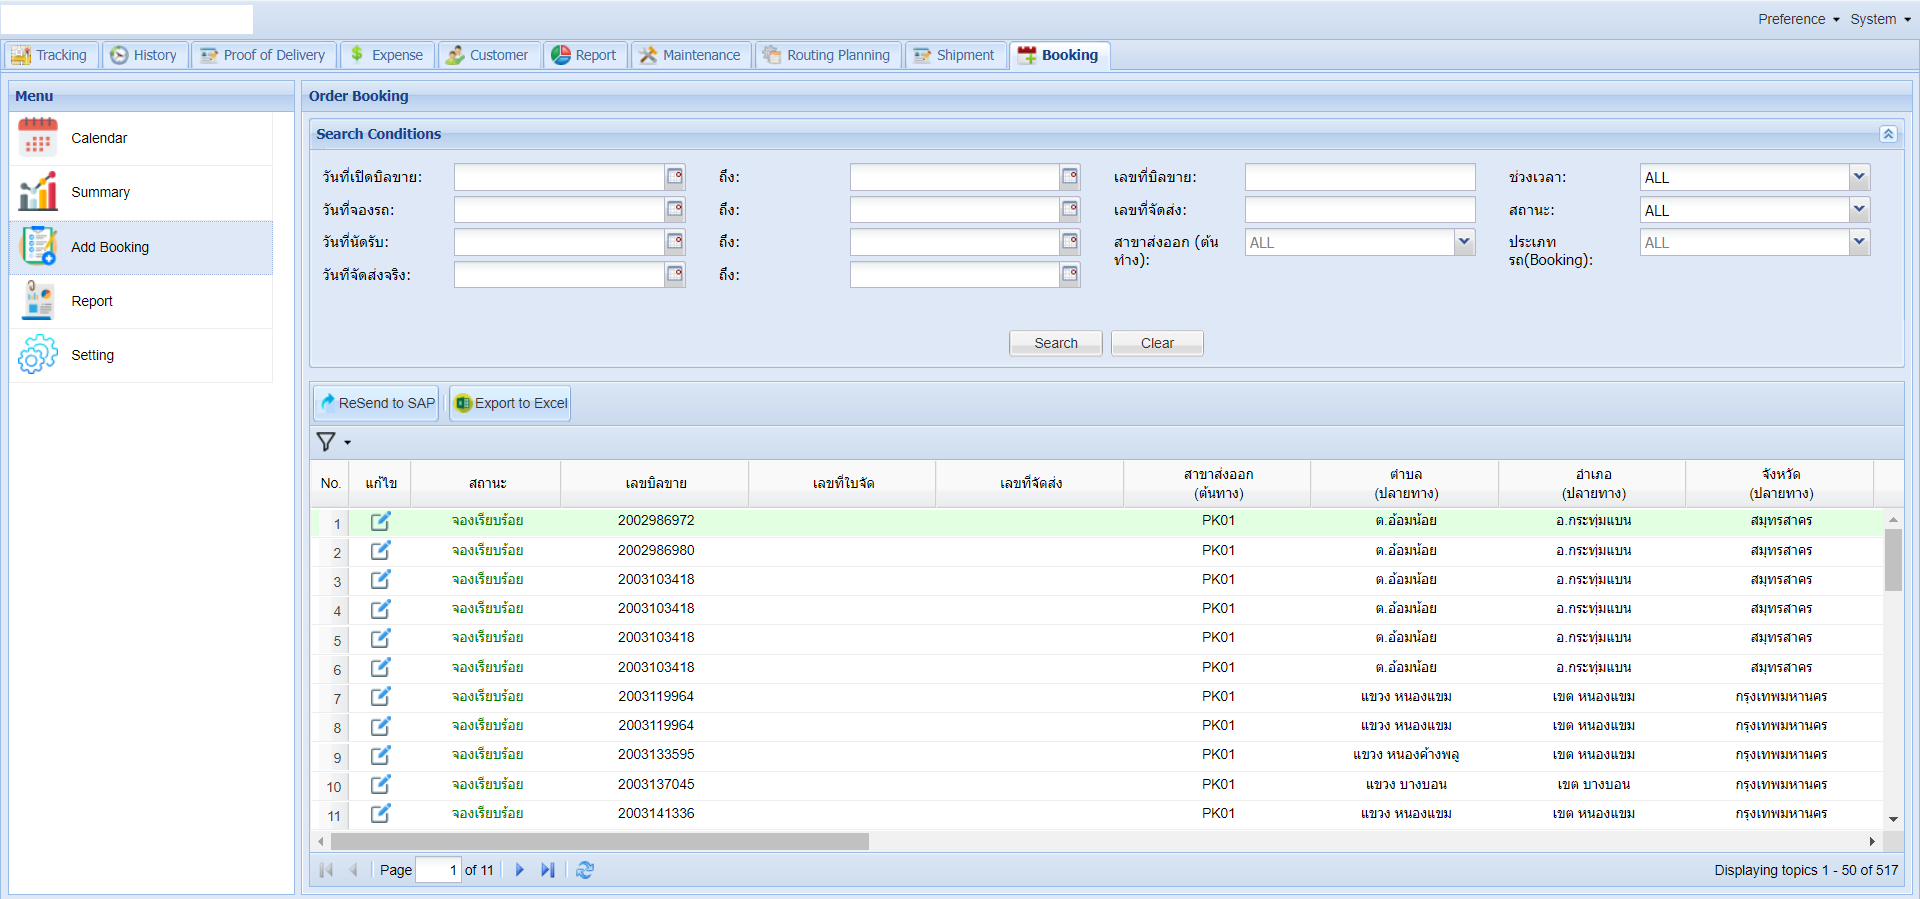 Preference System
Tracking History Proof of Delivery Expense Customer Report Maintenance Routing Planning Shipment Booking
Menu
Calendar
Summary
Add Booking
Report
Setting
Order Booking
Search Conditions
วันที่เปิดบิลขาย: ถึง: เลขที่บิลขาย: ช่วงเวลา: ALL
วันที่จองรถ: ถึง: เลขที่จัดส่ง: สถานะ: ALL
วันที่นัดรับ: ถึง: สาขาส่งออก (ต้น ALL ประเภท ALL
ทำง): รถ(Booking):
วันที่จัดส่งจริง: ถึง:
Search Clear
ReSend to SAP Export to Excel
No. แก้ไข สถานะ เลขบิลขาย เลขที่ใบจัด เลขที่จัดส่ง สาขาส่งออก ตำบล อำเภอ จังหวัด
(ต้นทาง) (ปลายทาง) (ปลายทาง) (ปลายทาง)
1 จองเรียบร้อย 2002986972 PK01 ต.อ้อมน้อย อ.กระทุ่มแบน สมุทรสาคร
2 จองเรียบร้อย 2002986980 PK01 ต.อ้อมน้อย อ.กระทุ่มแบน สมุทรสาคร
3 จองเรียบร้อย 2003103418 PK01 ต.อ้อมน้อย อ.กระทุ่มแบน สมุทรสาคร
4 จองเรียบร้อย 2003103418 PK01 ต.อ้อมน้อย อ.กระทุ่มแบน สมุทรสาคร
5 จองเรียบร้อย 2003103418 PK01 ต.อ้อมน้อย อ.กระทุ่มแบน สมุทรสาคร
6 จองเรียบร้อย 2003103418 PK01 ต.อ้อมน้อย อ.กระทุ่มแบน สมุทรสาคร
7 จองเรียบร้อย 2003119964 PK01 แขวง หนองแขม เขต หนองแขม กรุงเทพมหานคร
8 จองเรียบร้อย 2003119964 PK01 แขวง หนองแขม เขต หนองแขม กรุงเทพมหานคร
9 จองเรียบร้อย 2003133595 PK01 แขวง หนองค้างพลู เขต หนองแขม กรุงเทพมหานคร
10 จองเรียบร้อย 2003137045 PK01 แขวง บางบอน เขต บางบอน กรุงเทพมหานคร
11 จองเรียบร้อย 2003141336 PK01 แขวง หนองแขม เขต หนองแขม กรุงเทพมหานคร
Page 1 of 11 Displaying topics 1 - 50 of 517